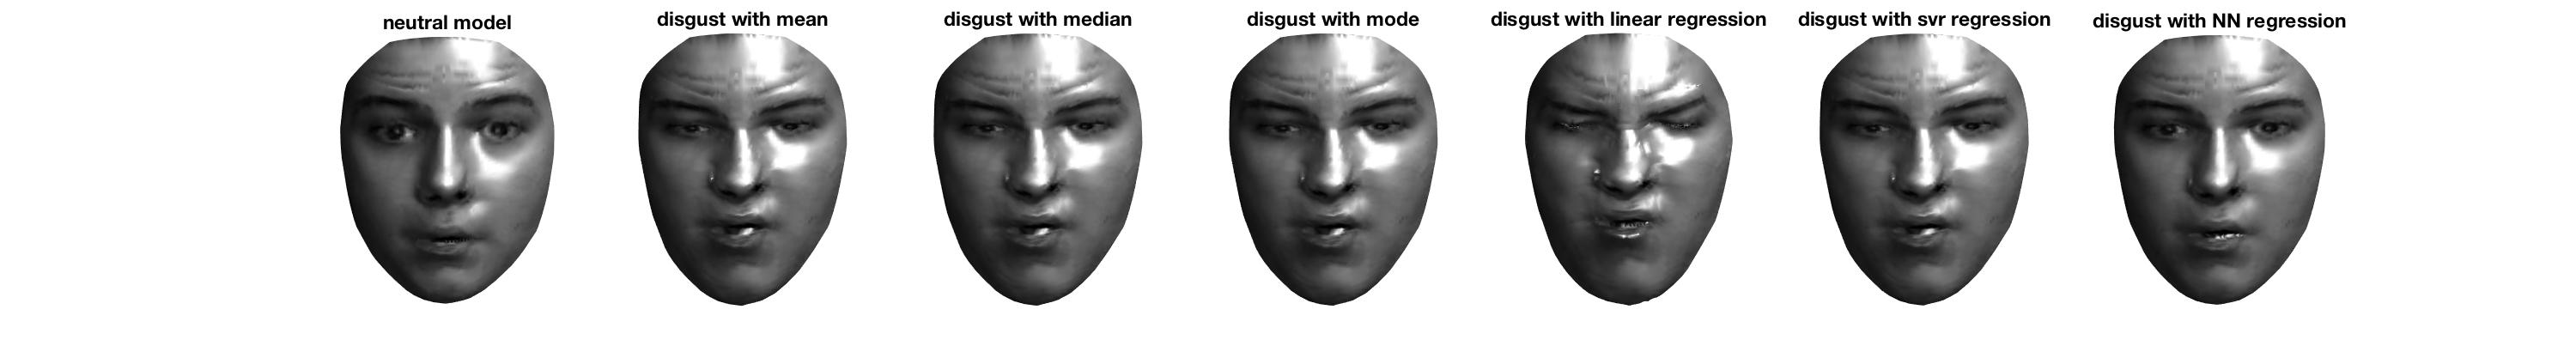 neutral model
disgust with mean
disgust with median
disgust with mode
disgust with linear regression
disgust with svr regression
disgust with NN regression